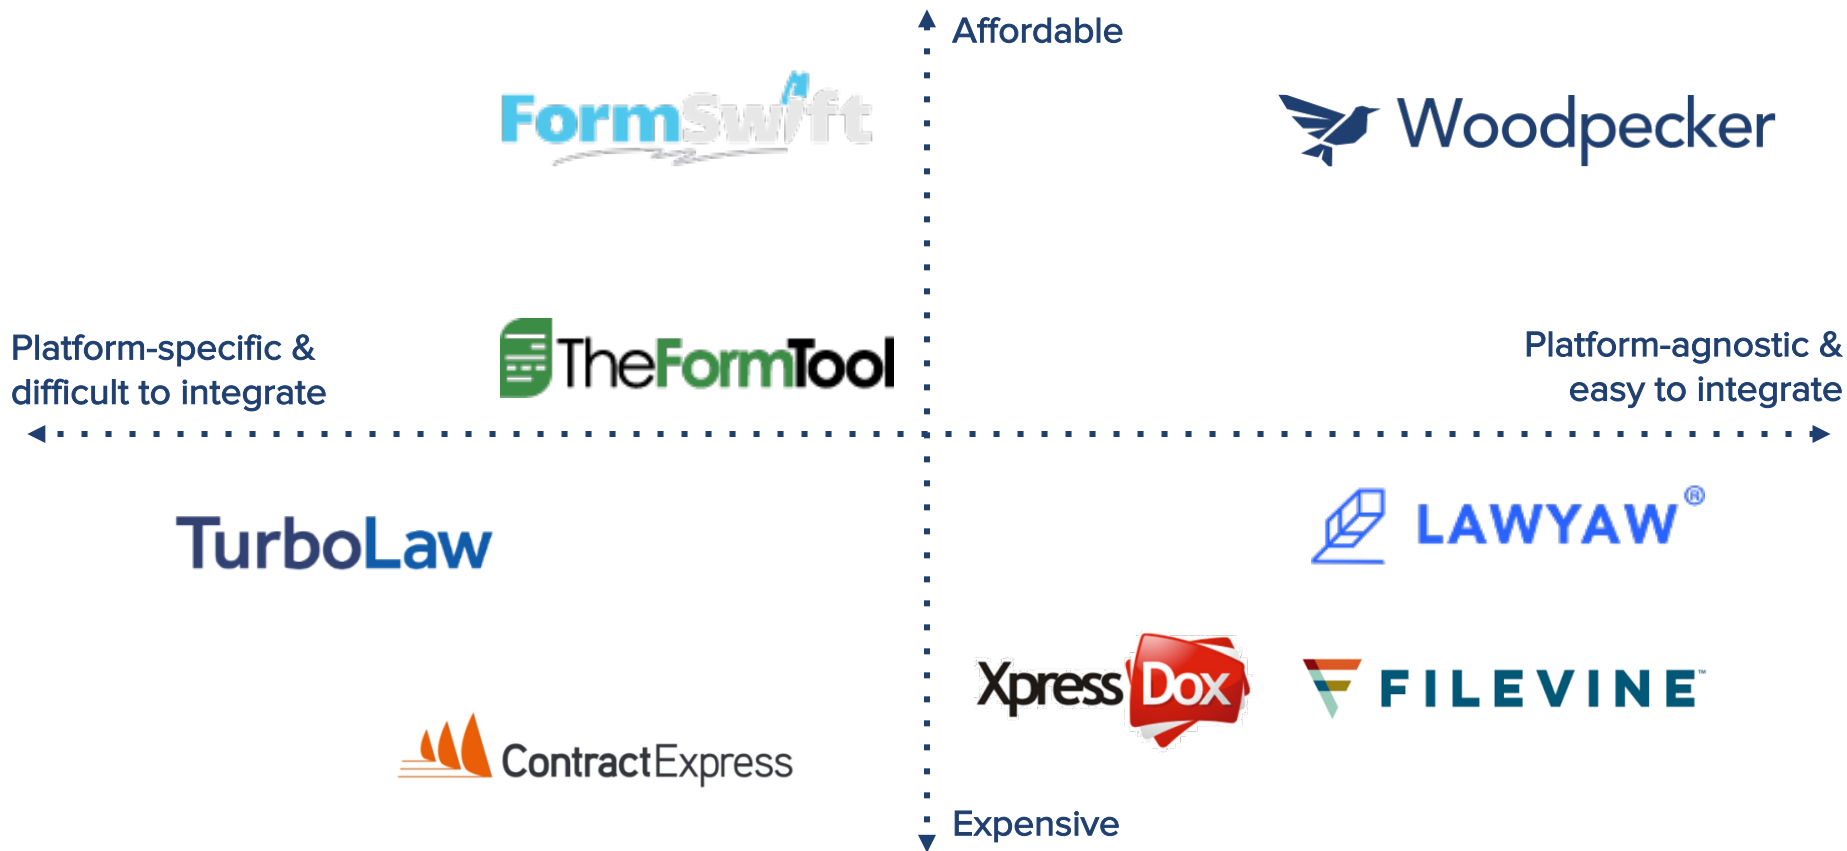 Affordable
FormSwift
Woodpecker
Platform-specific &
difficult to integrate
TheFormTool
Platform-agnostic &
easy to integrate
TurboLaw
LAWYAW®
XpressDox
FILEVINE™
ContractExpress
Expensive